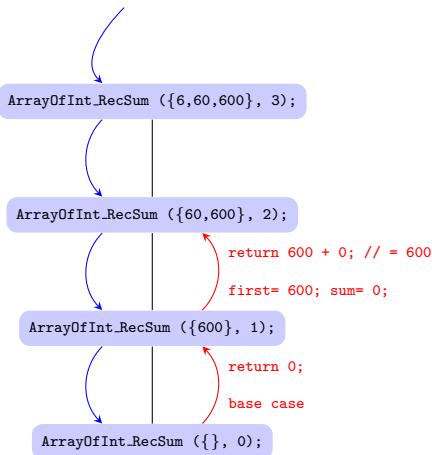 ArrayOfInt_RecSum ({6,60,600}, 3);
ArrayOfInt_RecSum ({60,600}, 2);
return 600 + 0; // = 600
first= 600; sum= 0;
ArrayOfInt_RecSum ({600}, 1);
return 0;
base case
ArrayOfInt_RecSum ({}, 0);